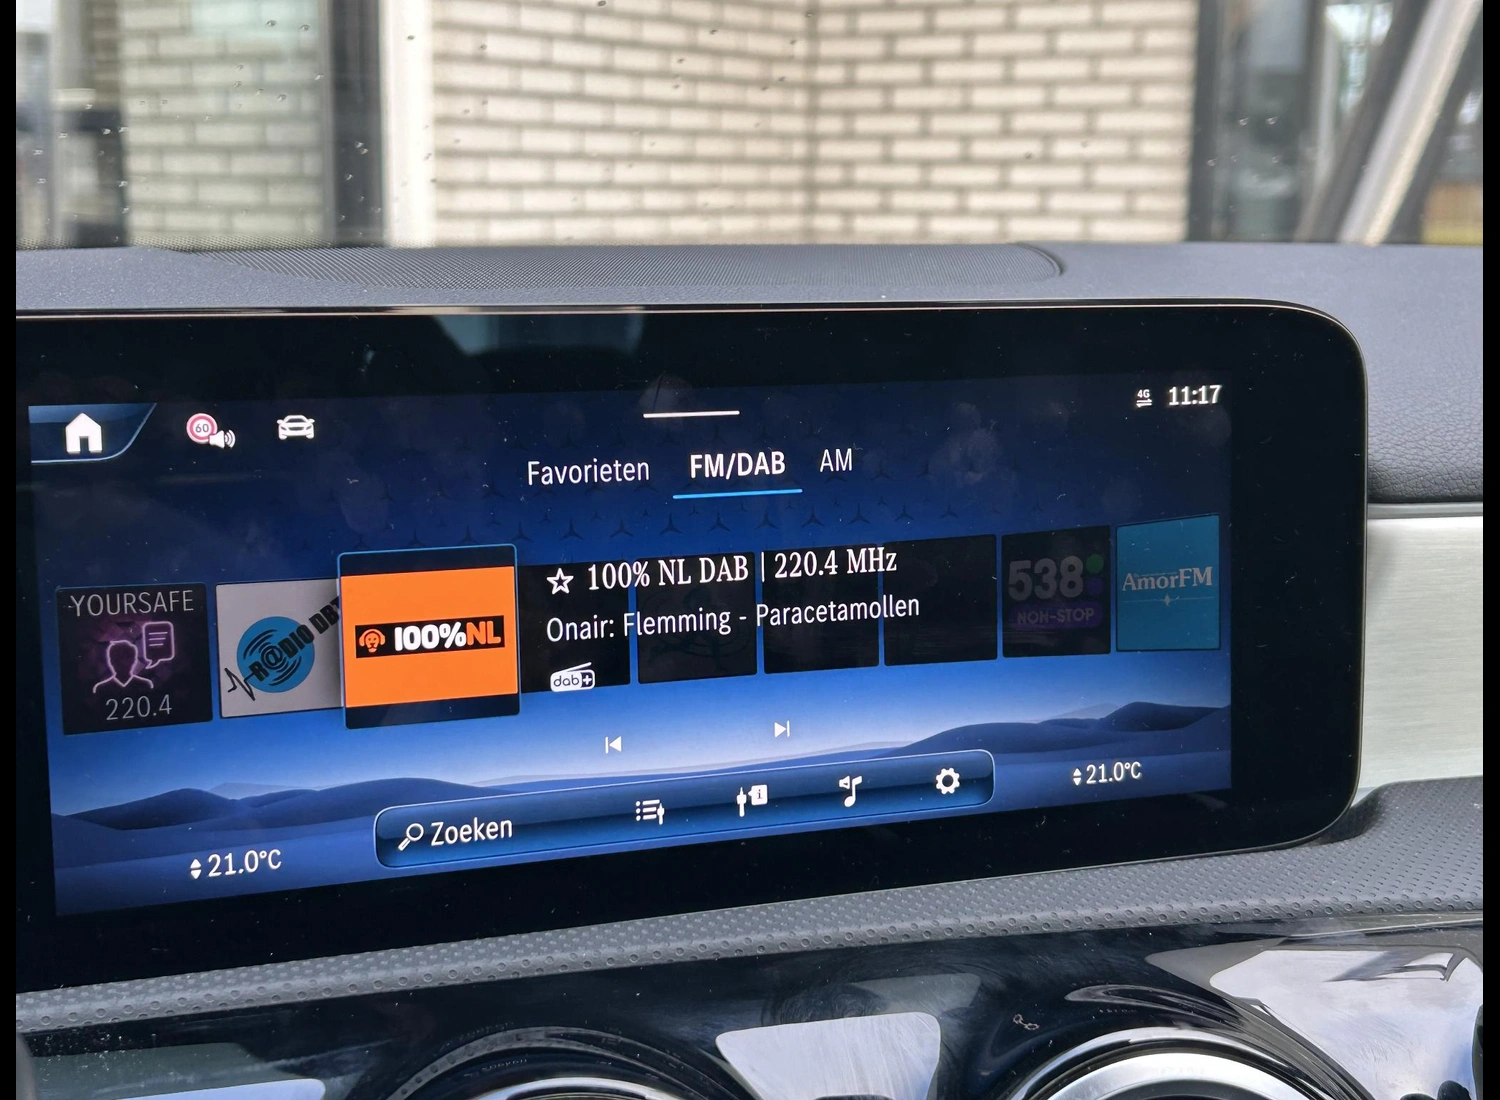 60
4G 11:17
Favorieten FM/DAB AM
YOURSAFE
220.4
R@DIO DB
100%NL
100% NL DAB | 220.4 MHz
Onair: Flemming - Paracetamollen
dab+
538
NON-STOP
AmorFM
Zoeken
21.0°C
21.0°C